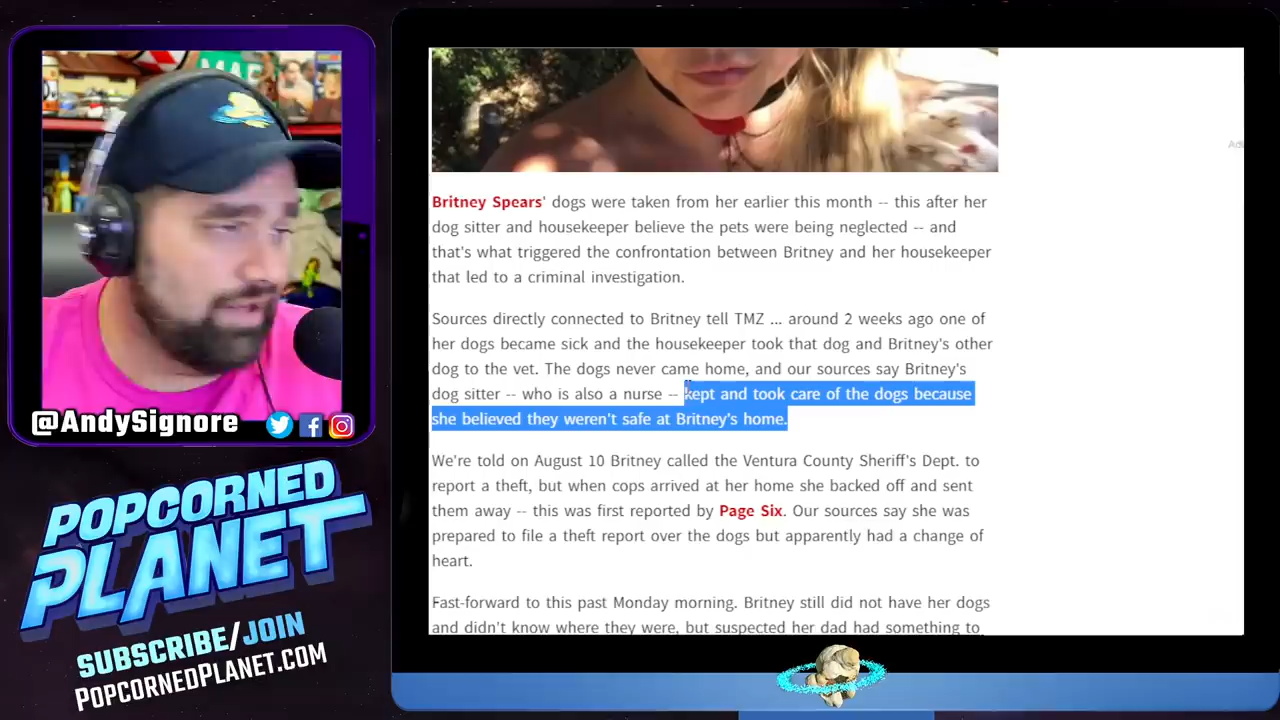 Britney Spears' dogs were taken from her earlier this month -- this after her
dog sitter and housekeeper believe the pets were being neglected -- and
that's what triggered the confrontation between Britney and her housekeeper
that led to a criminal investigation.
Sources directly connected to Britney tell TMZ ... around 2 weeks ago one of
her dogs became sick and the housekeeper took that dog and Britney's other
dog to the vet. The dogs never came home, and our sources say Britney's
dog sitter -- who is also a nurse -- kept and took care of the dogs because
she believed they weren't safe at Britney's home.
We're told on August 10 Britney called the Ventura County Sheriff's Dept. to
report a theft, but when cops arrived at her home she backed off and sent
them away -- this was first reported by Page Six. Our sources say she was
prepared to file a theft report over the dogs but apparently had a change of
heart.
Fast-forward to this past Monday morning. Britney still did not have her dogs
and didn't know where they were, but suspected her dad had something to
@AndySignore
POPCORNED
PLANET
SUBSCRIBE/JOIN
POPCORNEDPLANET.COM